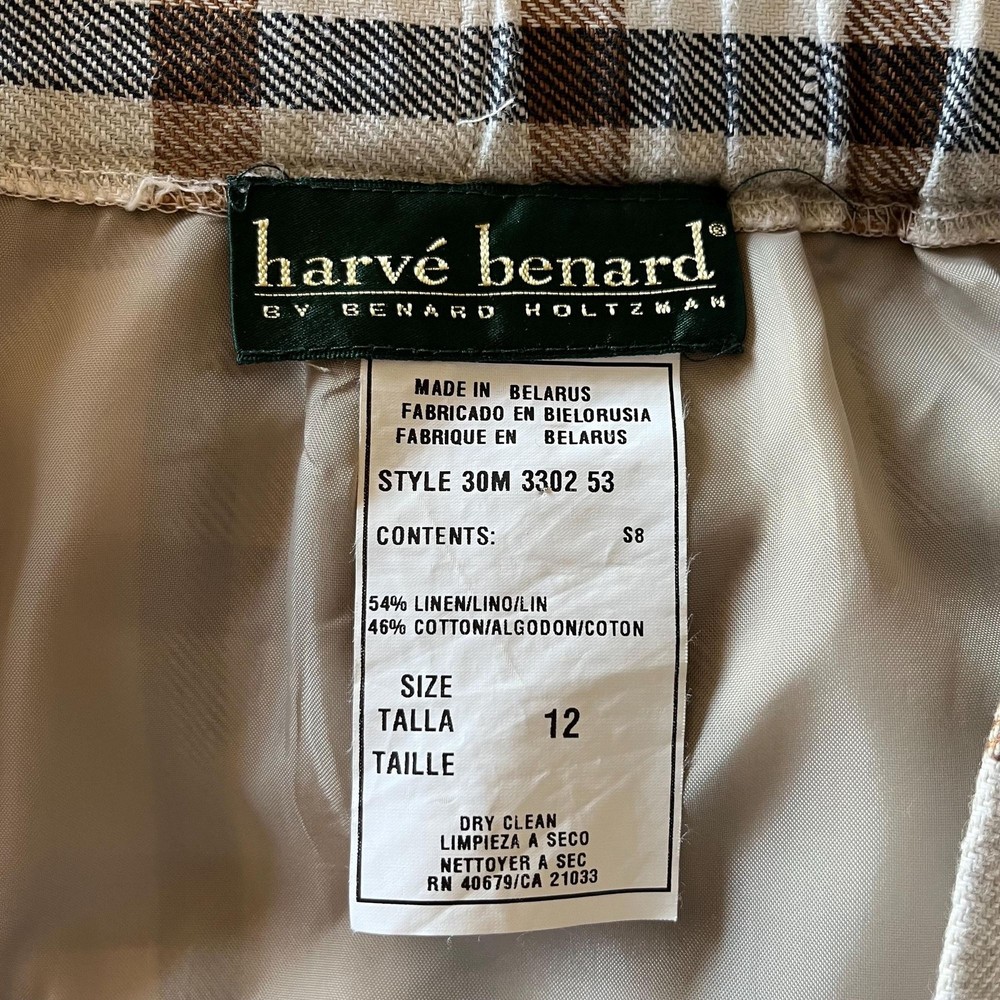 harvé benard®
BY BENARD HOLTZMAN
MADE IN BELARUS
FABRICADO EN BIELORUSIA
FABRIQUE EN BELARUS
STYLE 30M 3302 53
CONTENTS: S8
54% LINEN/LINO/LIN
46% COTTON/ALGODON/COTON
SIZE
TALLA 12
TAILLE
DRY CLEAN
LIMPIEZA A SECO
NETTOYER A SEC
RN 40679/CA 21033